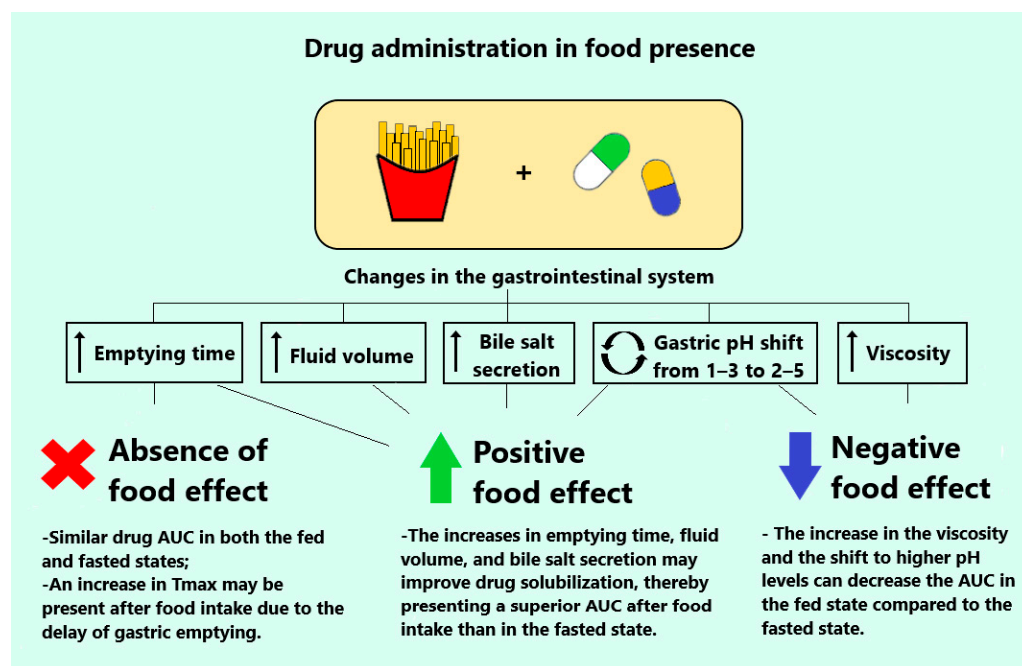 Drug administration in food presence
+
Changes in the gastrointestinal system
Emptying time
Fluid volume
Bile salt
secretion
Gastric pH shift
from 1–3 to 2–5
Viscosity
Absence of
food effect
-Similar drug AUC in both the fed
and fasted states;
-An increase in Tmax may be
present after food intake due to the
delay of gastric emptying.
Positive
food effect
-The increases in emptying time, fluid
volume, and bile salt secretion may
improve drug solubilization, thereby
presenting a superior AUC after food
intake than in the fasted state.
Negative
food effect
- The increase in the viscosity
and the shift to higher pH
levels can decrease the AUC in
the fed state compared to the
fasted state.